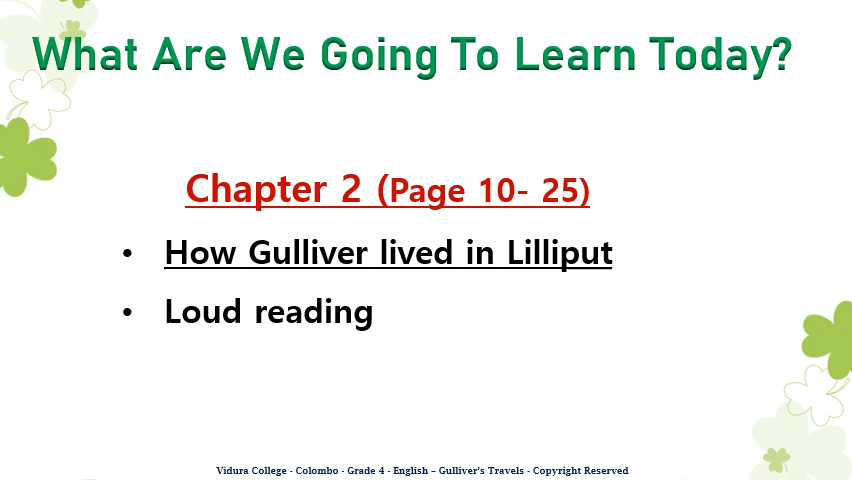 What Are We Going To Learn Today?
Chapter 2 (Page 10- 25)
• How Gulliver lived in Lilliput
• Loud reading
Vidura College - Colombo - Grade 4 - English – Gulliver's Travels - Copyright Reserved